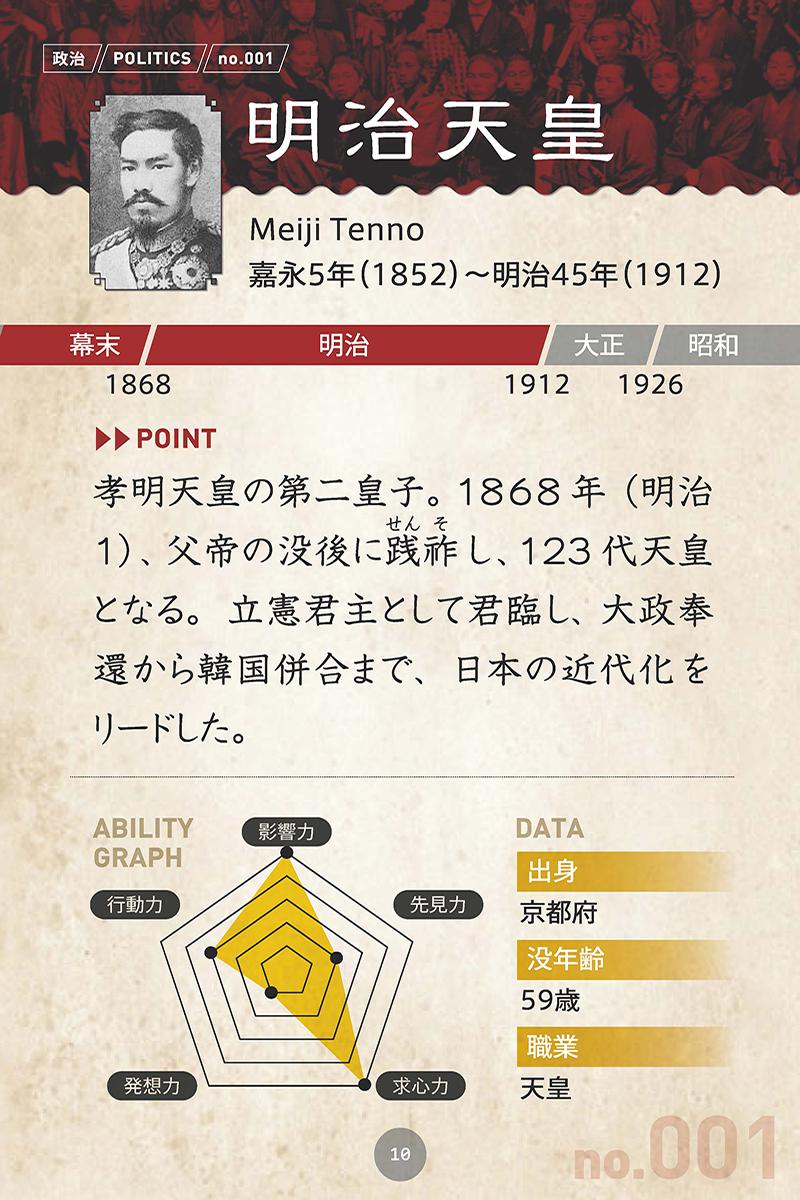 政治 POLITICS no.001
明治天皇
Meiji Tenno
嘉永5年(1852)〜明治45年(1912)
幕末 明治 大正 昭和
1868 1912 1926
POINT
孝明天皇の第二皇子。1868年（明治
せん そ
1）、父帝の没後に践祚し、123代天皇
となる。立憲君主として君臨し、大政奉
還から韓国併合まで、日本の近代化を
リードした。
ABILITY
GRAPH
影響力
行動力
先見力
発想力
求心力
DATA
出身
京都府
没年齢
59歳
職業
天皇
10
no.001